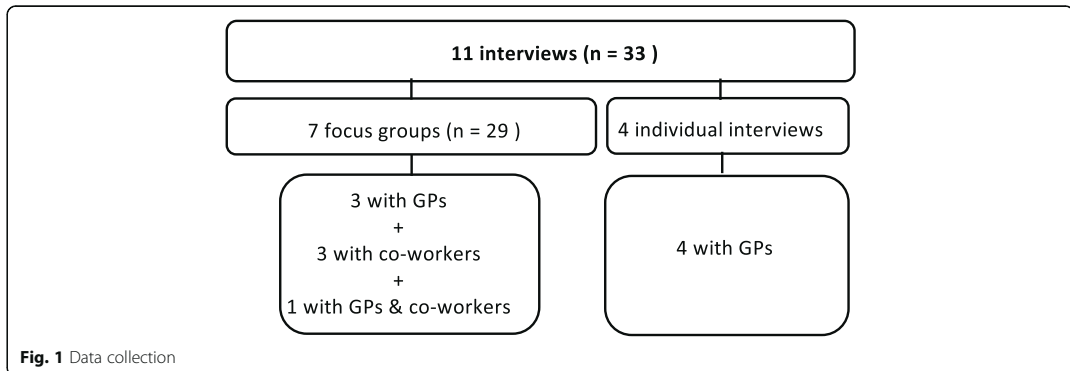 11 interviews (n = 33 )
7 focus groups (n = 29 )
4 individual interviews
3 with GPs
+
3 with co-workers
+
1 with GPs & co-workers
4 with GPs
Fig. 1 Data collection